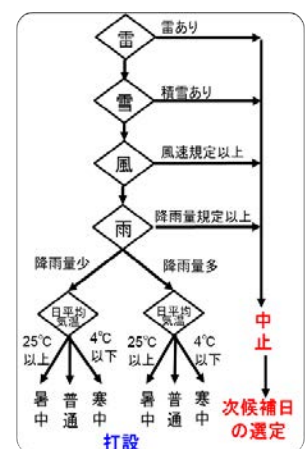 雷
雷あり
雪
積雪あり
風
風速規定以上
雨
降雨量規定以上
降雨量少
降雨量多
日平均
気温
日平均
気温
25℃
以上
4℃
以下
25℃
以上
4℃
以下
暑中
普通
寒中
暑中
普通
寒中
打設
中止
次候補日
の選定